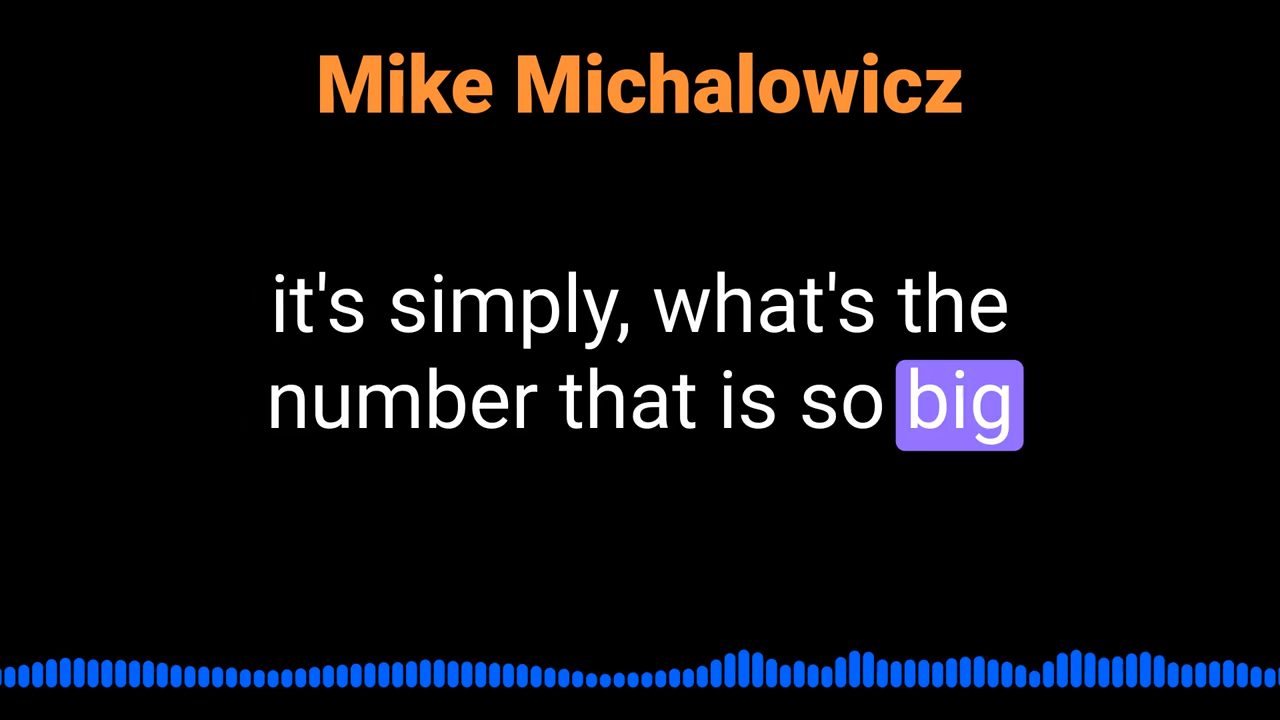 Mike Michalowicz
it's simply, what's the
number that is so big